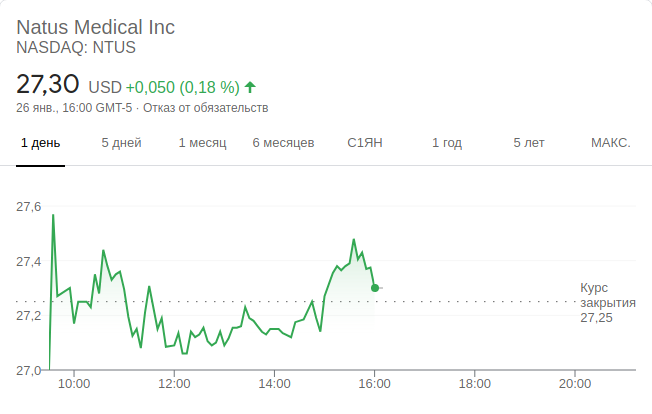 Natus Medical Inc
NASDAQ: NTUS
27,30 USD +0,050 (0,18 %)
26 янв., 16:00 GMT-5 · Отказ от обязательств
1 день 5 дней 1 месяц 6 месяцев С1ЯН 1 год 5 лет МАКС.
27,6
27,4
27,2
27,0
Курс
закрытия
27,25
10:00 12:00 14:00 16:00 18:00 20:00